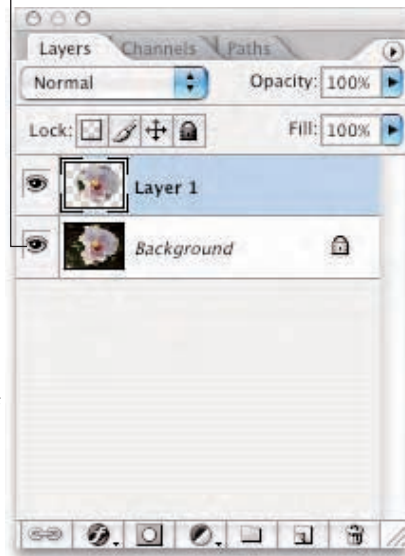 Layers Channels Paths
Normal Opacity: 100%
Lock: Fill: 100%
Layer 1
Background